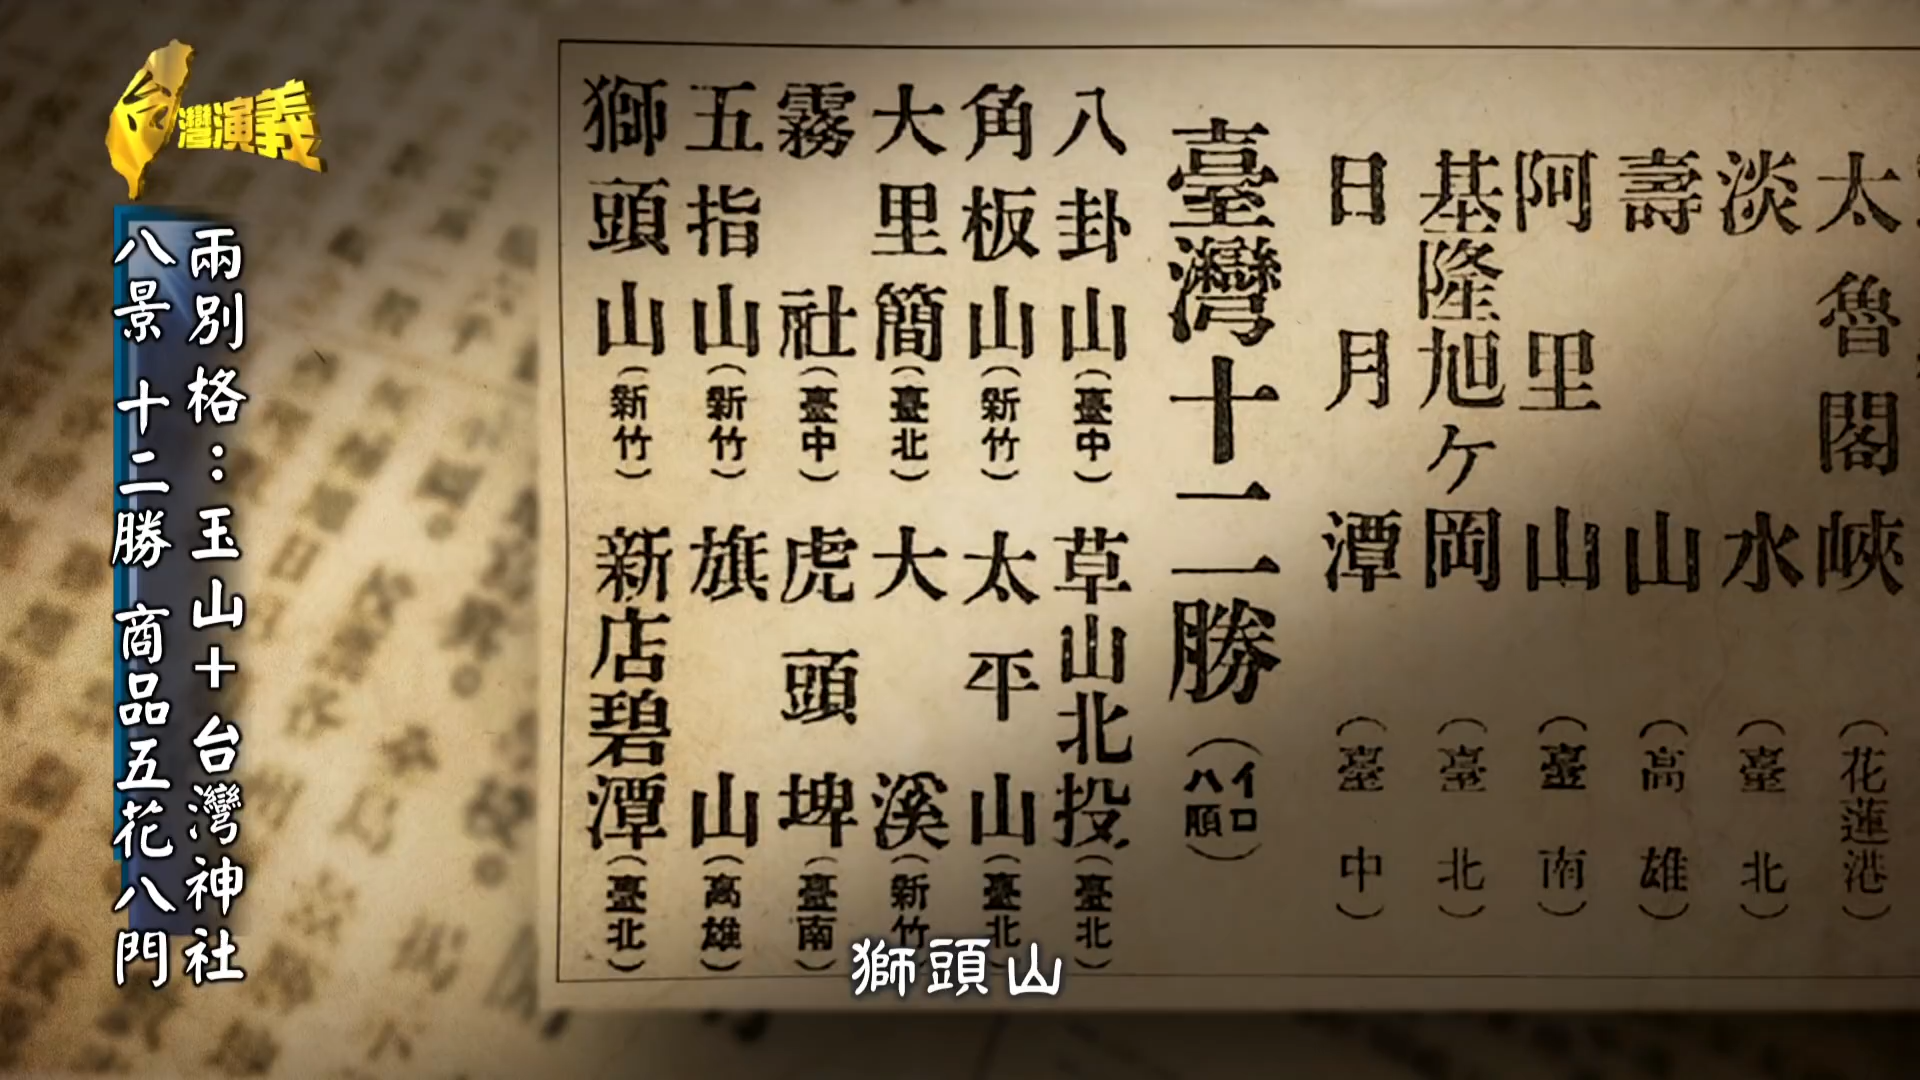 台灣演義
兩別格：玉山＋台灣神社
八景 十二勝 商品五花八門
太魯閣峽（花蓮港）
淡水（臺北）
壽山（高雄）
阿里山（臺南）
基隆旭ケ岡（臺北）
日月潭（臺中）
臺灣十二勝（イロハ順）
八卦山（臺中） 草山北投（臺北）
角板山（新竹） 太平山（臺北）
大里簡（臺北） 大溪（新竹）
霧社（臺中） 虎頭埤（臺南）
五指山（新竹） 旗山（高雄）
獅頭山（新竹） 新店碧潭（臺北）
獅頭山